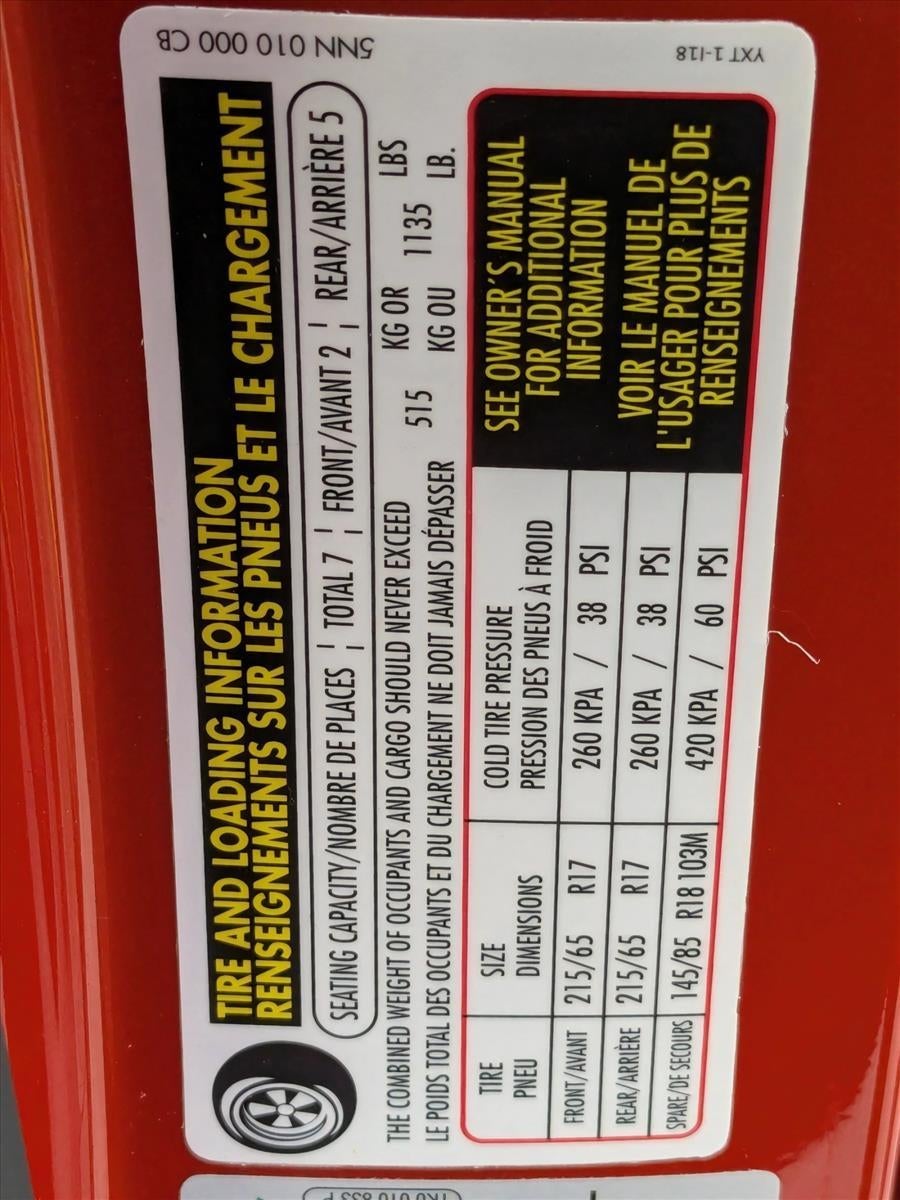 5NN 010 000 CB
TIRE AND LOADING INFORMATION
RENSEIGNEMENTS SUR LES PNEUS ET LE CHARGEMENT
SEATING CAPACITY/NOMBRE DE PLACES ¦ TOTAL 7 ¦ FRONT/AVANT 2 ¦ REAR/ARRIÈRE 5
THE COMBINED WEIGHT OF OCCUPANTS AND CARGO SHOULD NEVER EXCEED 515 KG OR 1135 LBS
LE POIDS TOTAL DES OCCUPANTS ET DU CHARGEMENT NE DOIT JAMAIS DÉPASSER KG OU LB.
TIRE SIZE COLD TIRE PRESSURE
PNEU DIMENSIONS PRESSION DES PNEUS À FROID
FRONT/AVANT 215/65 R17 260 KPA / 38 PSI
REAR/ARRIÈRE 215/65 R17 260 KPA / 38 PSI
SPARE/DE SECOURS 145/85 R18 103M 420 KPA / 60 PSI
SEE OWNER'S MANUAL
FOR ADDITIONAL
INFORMATION
VOIR LE MANUEL DE
L'USAGER POUR PLUS DE
RENSEIGNEMENTS
YXT 1-I18